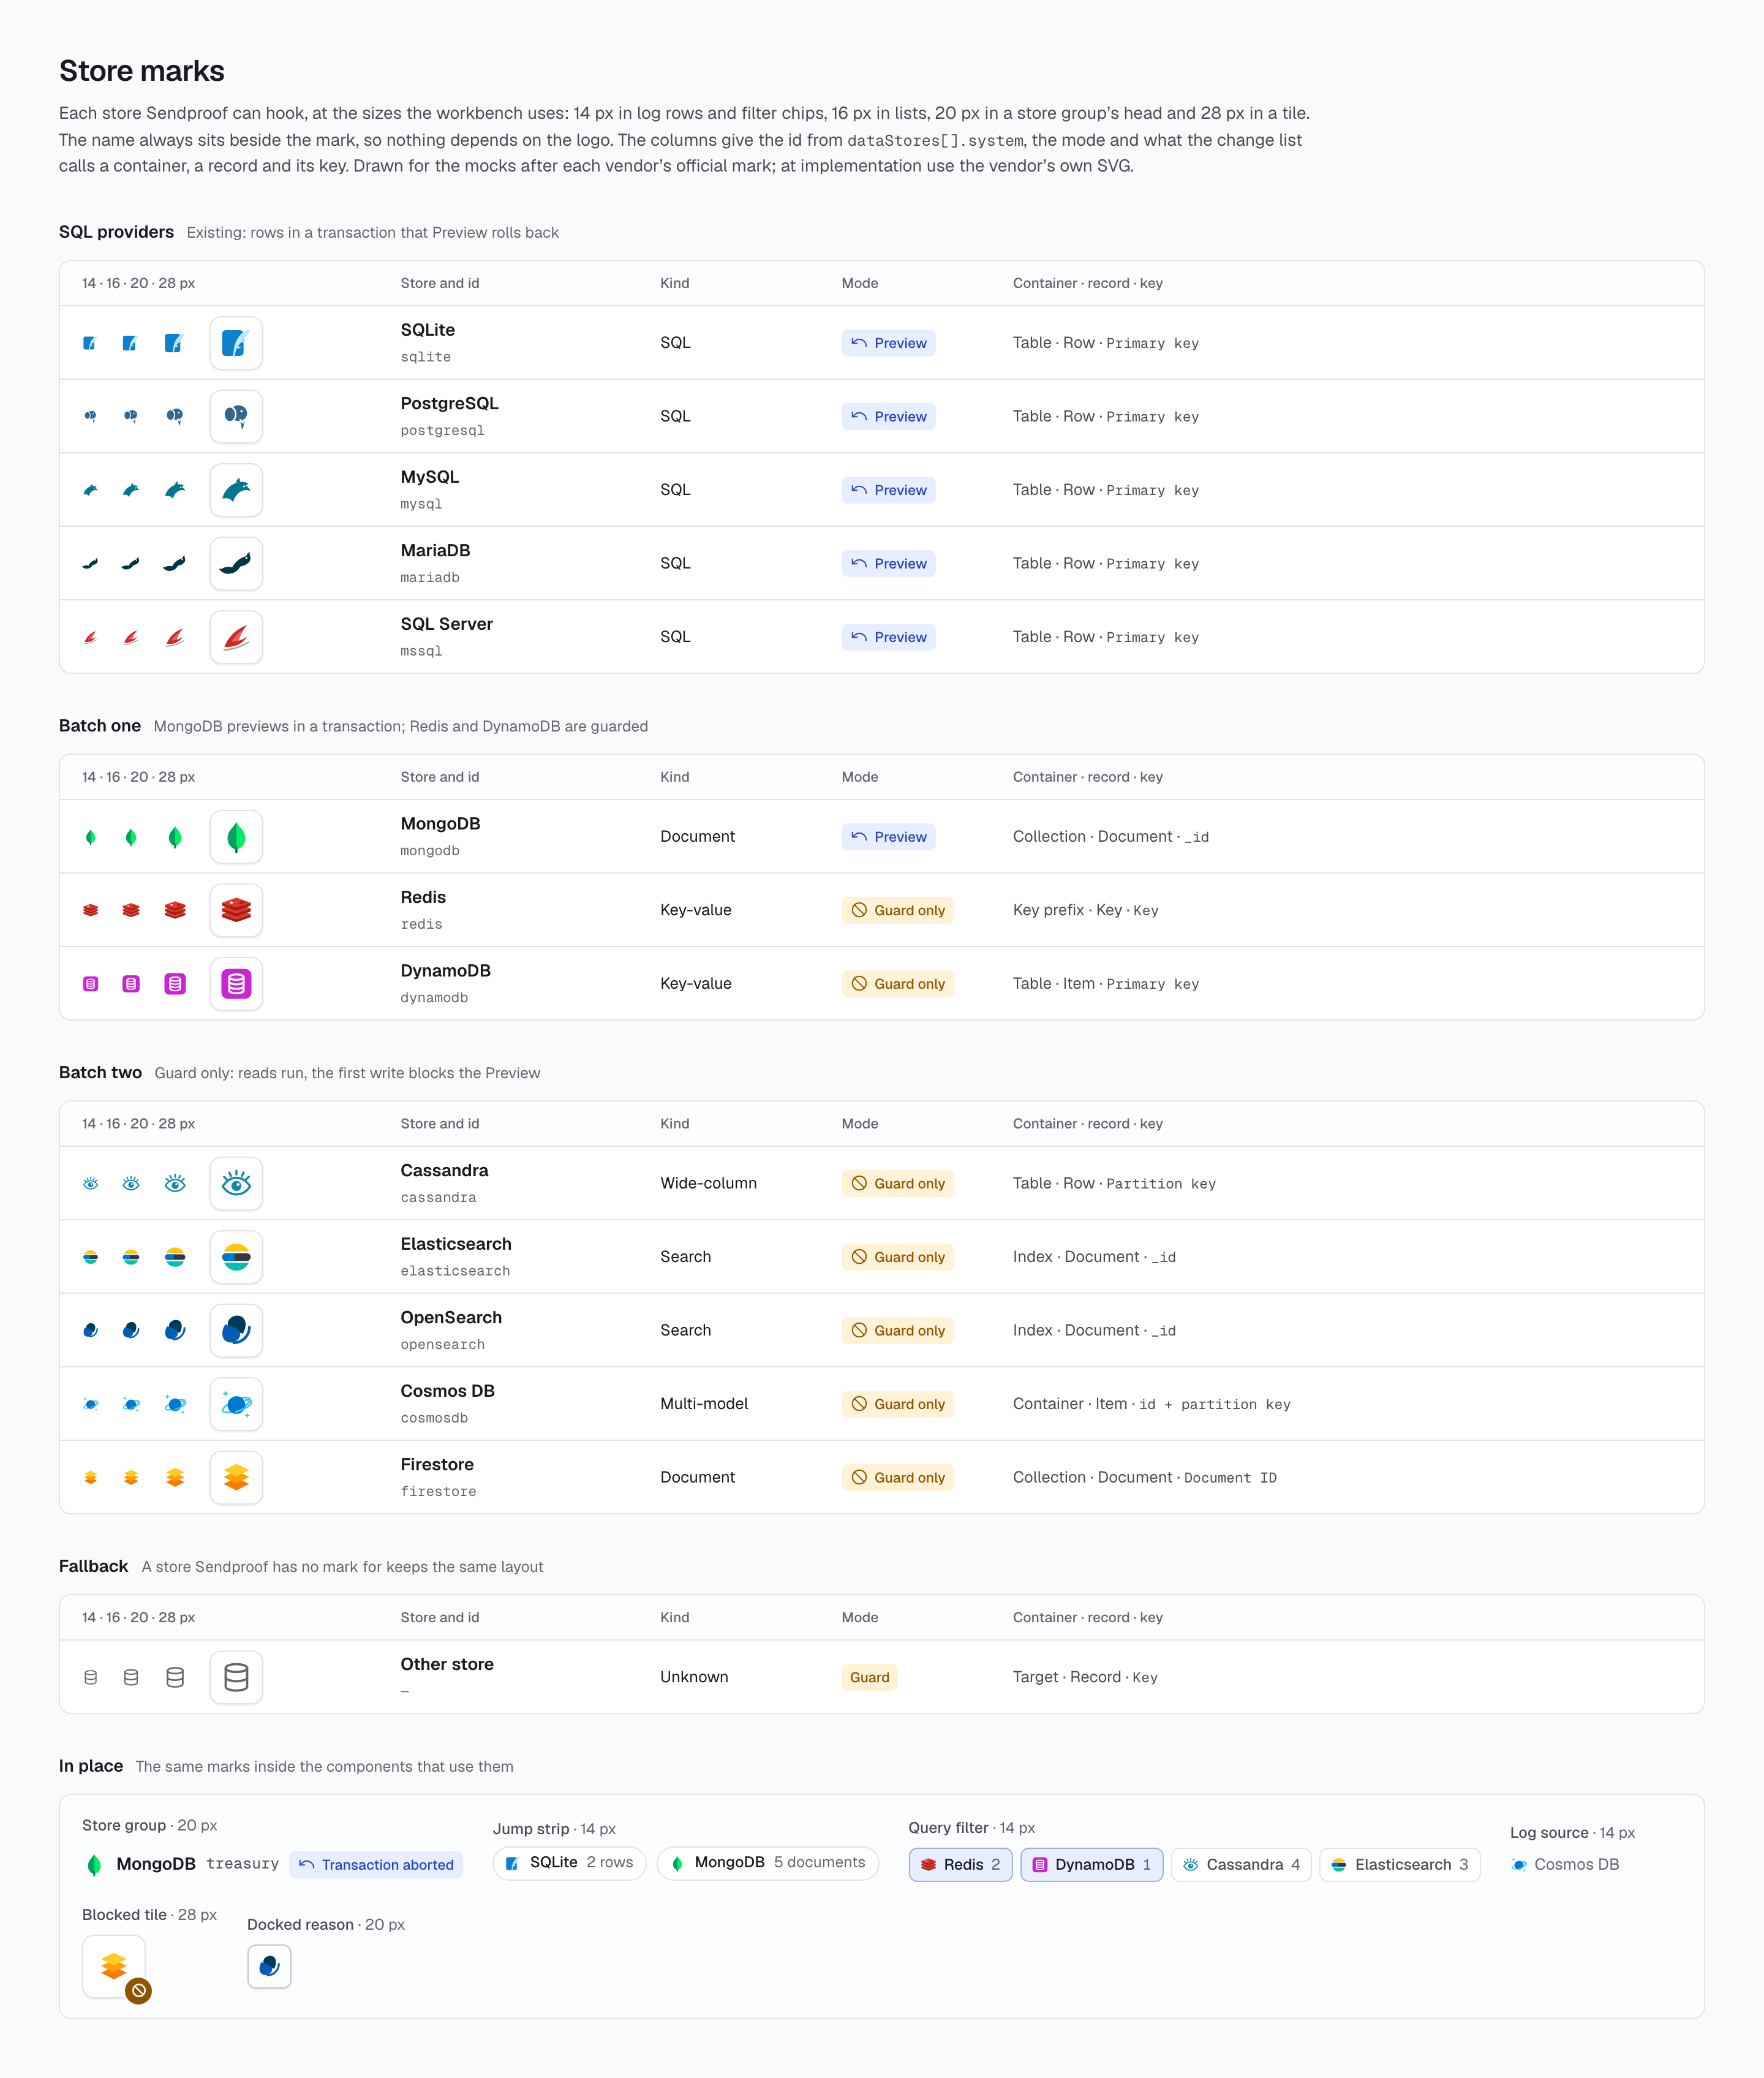 Store marks
Each store Sendproof can hook, at the sizes the workbench uses: 14 px in log rows and filter chips, 16 px in lists, 20 px in a store group’s head and 28 px in a tile.
The name always sits beside the mark, so nothing depends on the logo. The columns give the id from dataStores[].system, the mode and what the change list
calls a container, a record and its key. Drawn for the mocks after each vendor’s official mark; at implementation use the vendor’s own SVG.
SQL providers Existing: rows in a transaction that Preview rolls back
14 · 16 · 20 · 28 px Store and id Kind Mode Container · record · key
SQLite
sqlite
SQL Preview Table · Row · Primary key
PostgreSQL
postgresql
SQL Preview Table · Row · Primary key
MySQL
mysql
SQL Preview Table · Row · Primary key
MariaDB
mariadb
SQL Preview Table · Row · Primary key
SQL Server
mssql
SQL Preview Table · Row · Primary key
Batch one MongoDB previews in a transaction; Redis and DynamoDB are guarded
14 · 16 · 20 · 28 px Store and id Kind Mode Container · record · key
MongoDB
mongodb
Document Preview Collection · Document · _id
Redis
redis
Key-value Guard only Key prefix · Key · Key
DynamoDB
dynamodb
Key-value Guard only Table · Item · Primary key
Batch two Guard only: reads run, the first write blocks the Preview
14 · 16 · 20 · 28 px Store and id Kind Mode Container · record · key
Cassandra
cassandra
Wide-column Guard only Table · Row · Partition key
Elasticsearch
elasticsearch
Search Guard only Index · Document · _id
OpenSearch
opensearch
Search Guard only Index · Document · _id
Cosmos DB
cosmosdb
Multi-model Guard only Container · Item · id + partition key
Firestore
firestore
Document Guard only Collection · Document · Document ID
Fallback A store Sendproof has no mark for keeps the same layout
14 · 16 · 20 · 28 px Store and id Kind Mode Container · record · key
Other store
—
Unknown Guard Target · Record · Key
In place The same marks inside the components that use them
Store group · 20 px
MongoDB treasury Transaction aborted
Jump strip · 14 px
SQLite 2 rows MongoDB 5 documents
Query filter · 14 px
Redis 2 DynamoDB 1 Cassandra 4 Elasticsearch 3
Log source · 14 px
Cosmos DB
Blocked tile · 28 px
Docked reason · 20 px